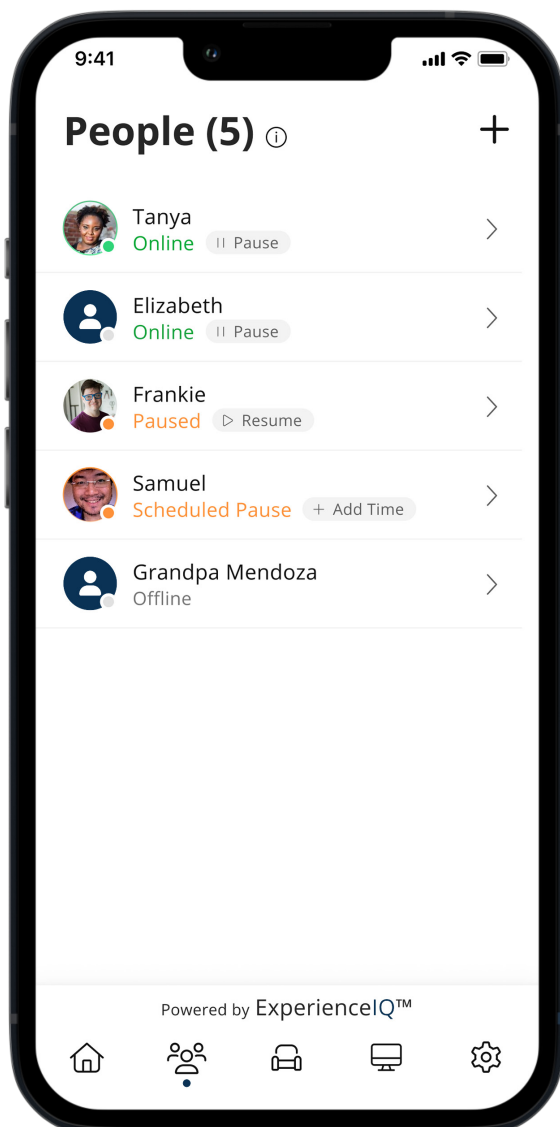 9:41
People (5)
Tanya
Online Pause
Elizabeth
Online Pause
Frankie
Paused Resume
Samuel
Scheduled Pause + Add Time
Grandpa Mendoza
Offline
Powered by ExperienceIQ™